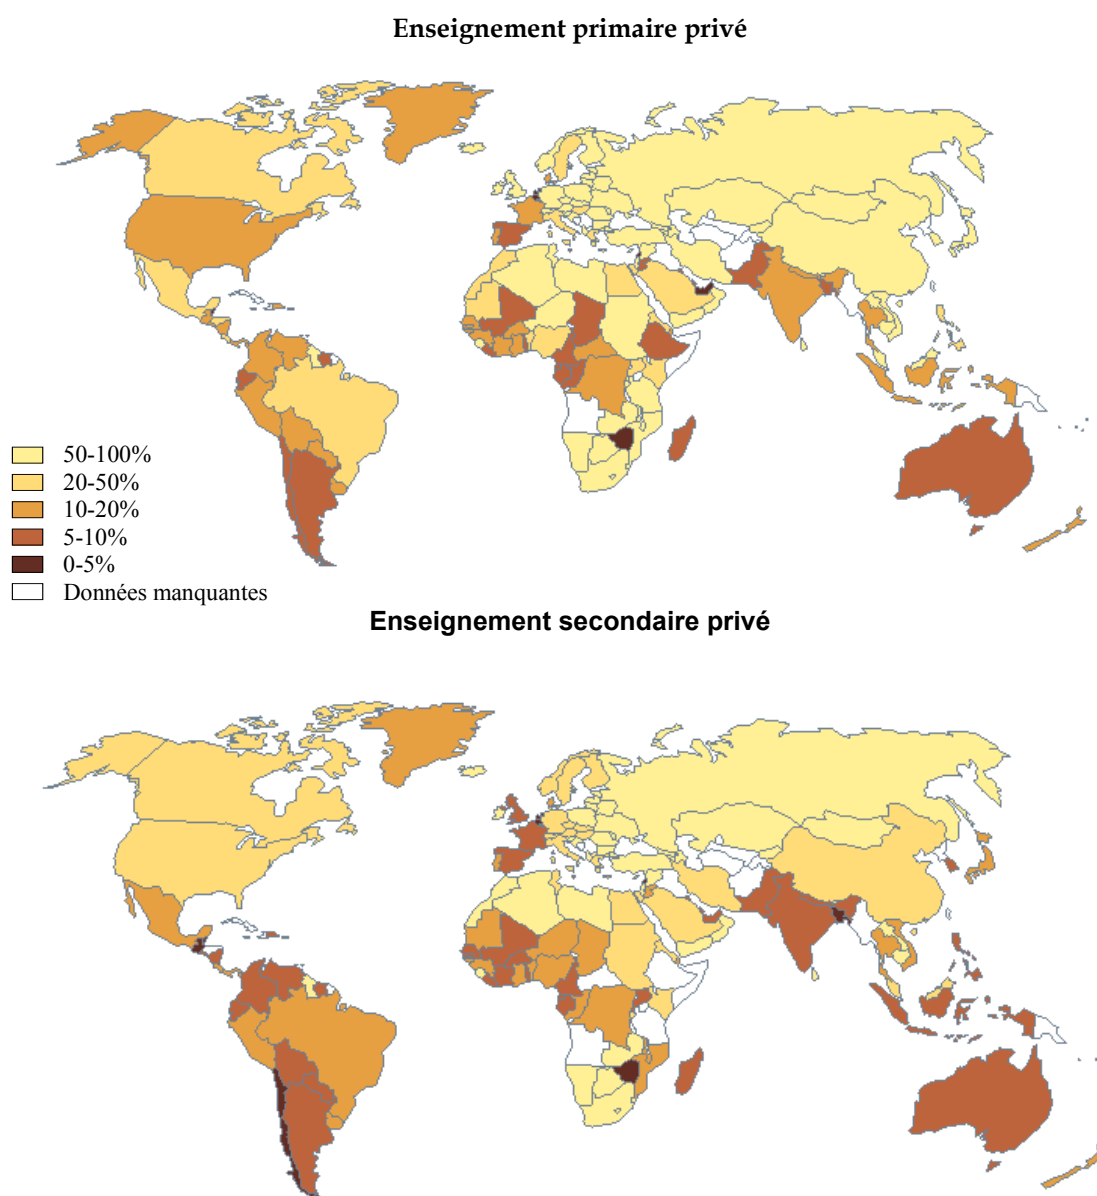 Enseignement primaire privé
50-100%
20-50%
10-20%
5-10%
0-5%
Données manquantes
Enseignement secondaire privé